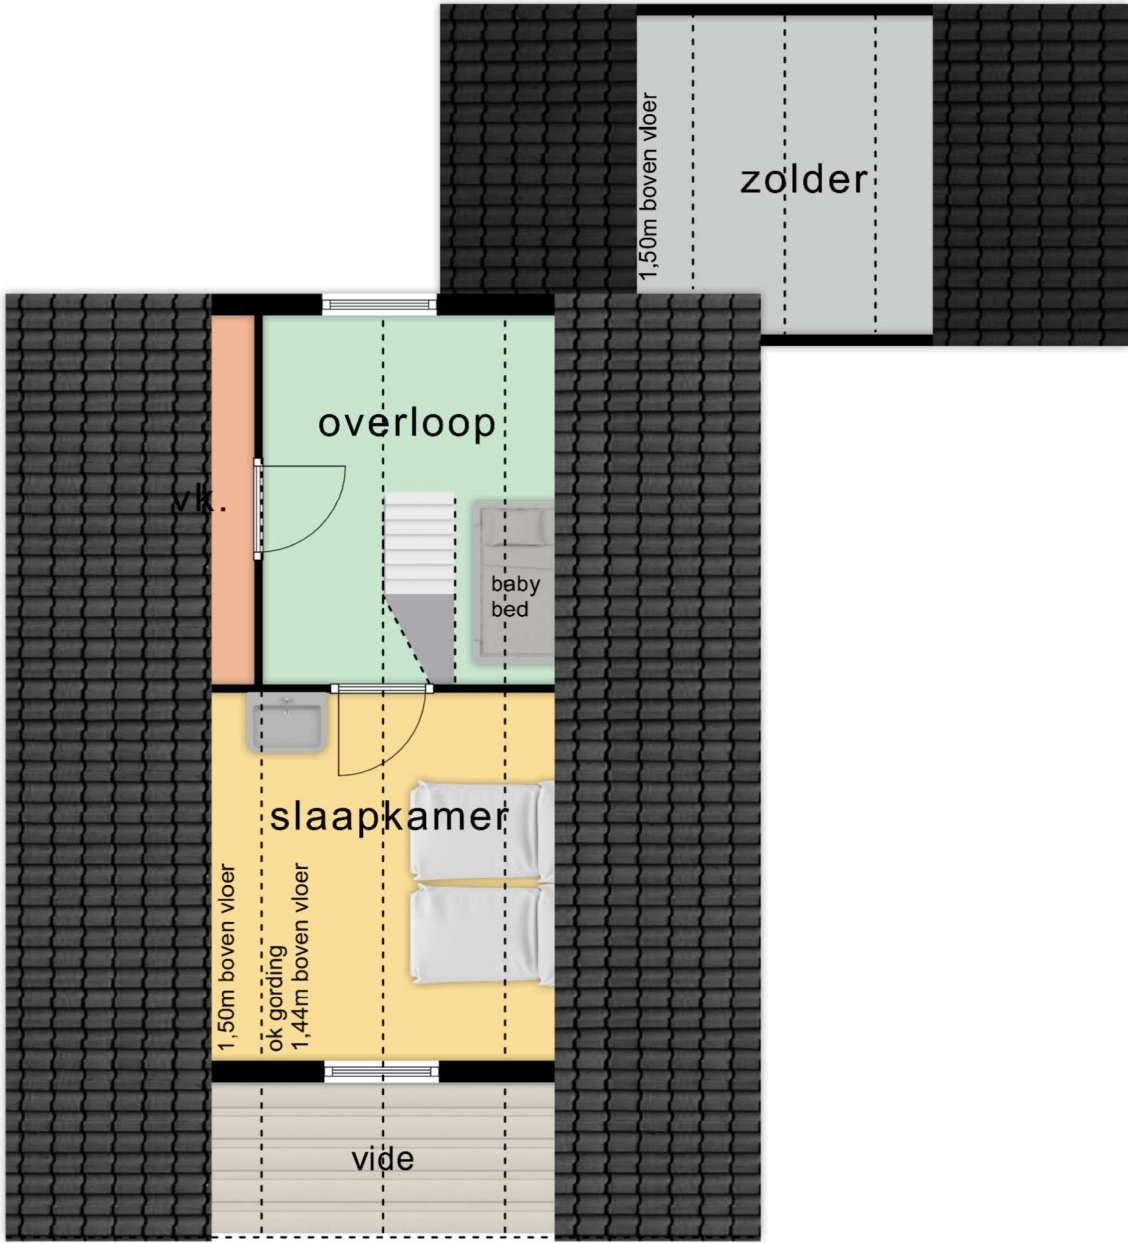 1,50m boven vloer
zolder
overloop
vk.
baby
bed
slaapkamer
1,50m boven vloer
ok gording
1,44m boven vloer
vide